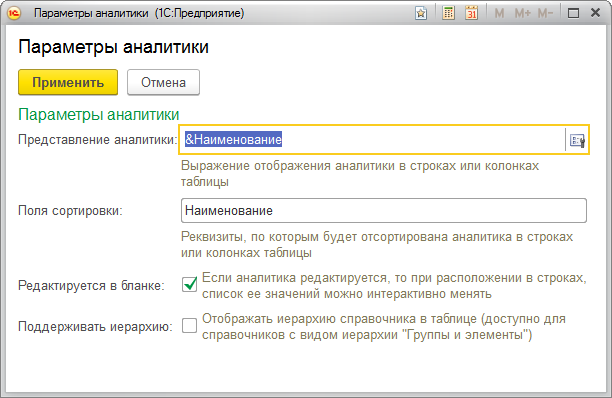 Параметры аналитики (1С:Предприятие)
M M+ M−
Параметры аналитики
Применить Отмена
Параметры аналитики
Представление аналитики: &Наименование
Выражение отображения аналитики в строках или колонках
таблицы
Поля сортировки: Наименование
Реквизиты, по которым будет отсортирована аналитика в строках
или колонках таблицы
Редактируется в бланке: Если аналитика редактируется, то при расположении в строках,
список ее значений можно интерактивно менять
Поддерживать иерархию: Отображать иерархию справочника в таблице (доступно для
справочников с видом иерархии "Группы и элементы")